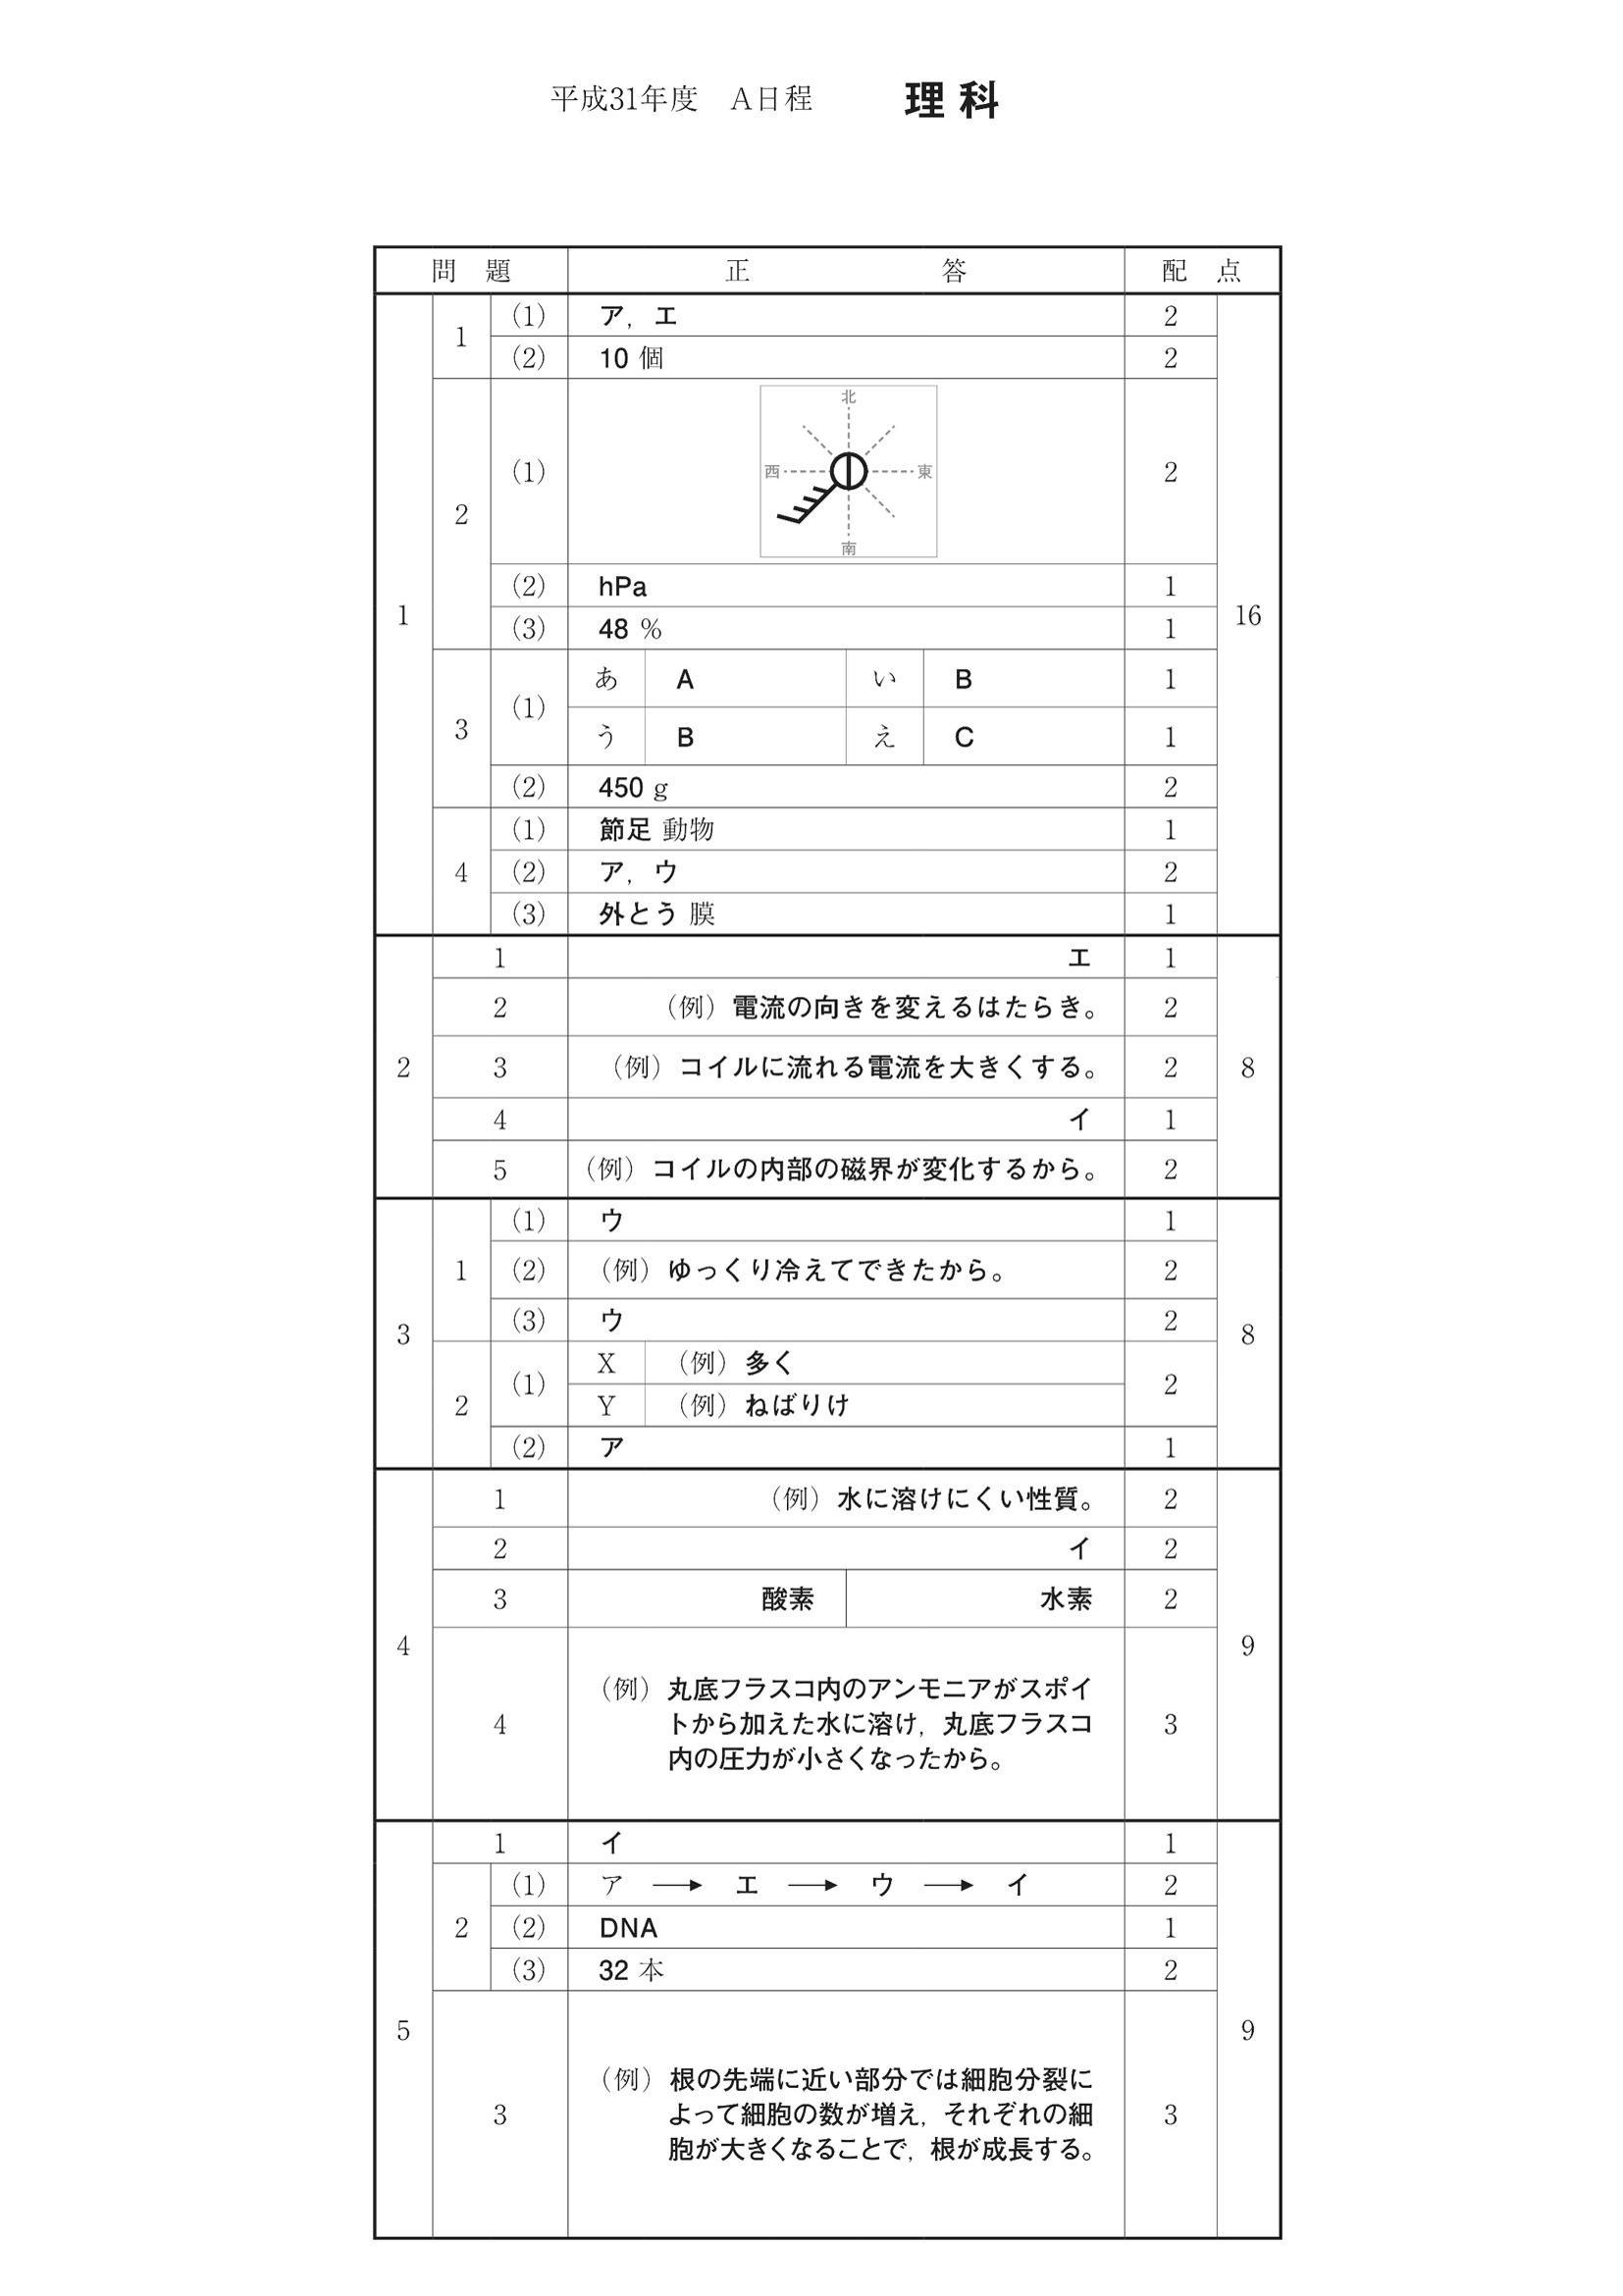 平成31年度　A日程　理科
問題　正答　配点
1　1　(1)　ア，エ　2　16
(2)　10 個　2
2　(1)　北　西　東　南　2
(2)　hPa　1
(3)　48 %　1
3　(1)　あ　A　い　B　1
う　B　え　C　1
(2)　450 g　2
4　(1)　節足 動物　1
(2)　ア，ウ　2
(3)　外とう 膜　1
2　1　エ　1　8
2　（例）電流の向きを変えるはたらき。　2
3　（例）コイルに流れる電流を大きくする。　2
4　イ　1
5　（例）コイルの内部の磁界が変化するから。　2
3　1　(1)　ウ　1　8
(2)　（例）ゆっくり冷えてできたから。　2
(3)　ウ　2
2　(1)　X　（例）多く　2
Y　（例）ねばりけ
(2)　ア　1
4　1　（例）水に溶けにくい性質。　2　9
2　イ　2
3　酸素　水素　2
4　（例）丸底フラスコ内のアンモニアがスポイ　3
トから加えた水に溶け，丸底フラスコ
内の圧力が小さくなったから。
5　1　イ　1　9
2　(1)　ア → エ → ウ → イ　2
(2)　DNA　1
(3)　32 本　2
3　（例）根の先端に近い部分では細胞分裂に　3
よって細胞の数が増え，それぞれの細
胞が大きくなることで，根が成長する。